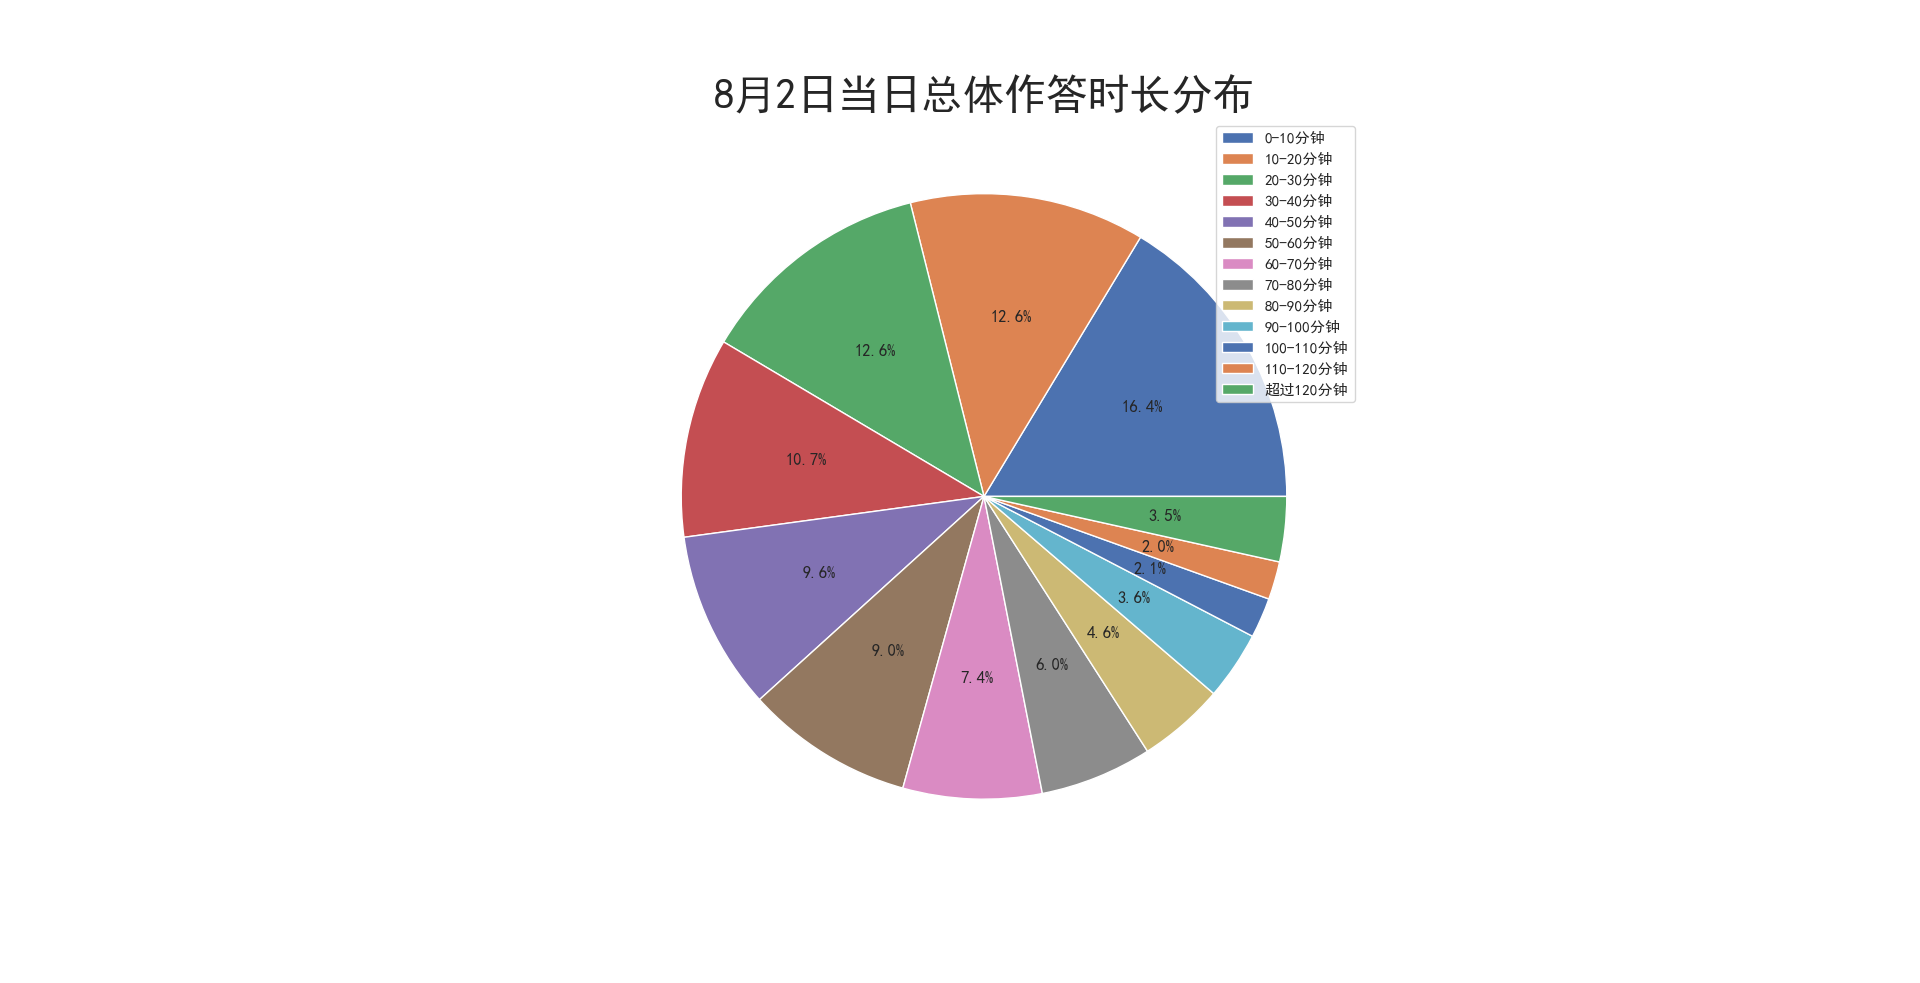 8月2日当日总体作答时长分布
0-10分钟
10-20分钟
20-30分钟
30-40分钟
40-50分钟
50-60分钟
60-70分钟
70-80分钟
80-90分钟
90-100分钟
100-110分钟
110-120分钟
超过120分钟
16.4%
12.6%
12.6%
10.7%
9.6%
9.0%
7.4%
6.0%
4.6%
3.6%
2.1%
2.0%
3.5%